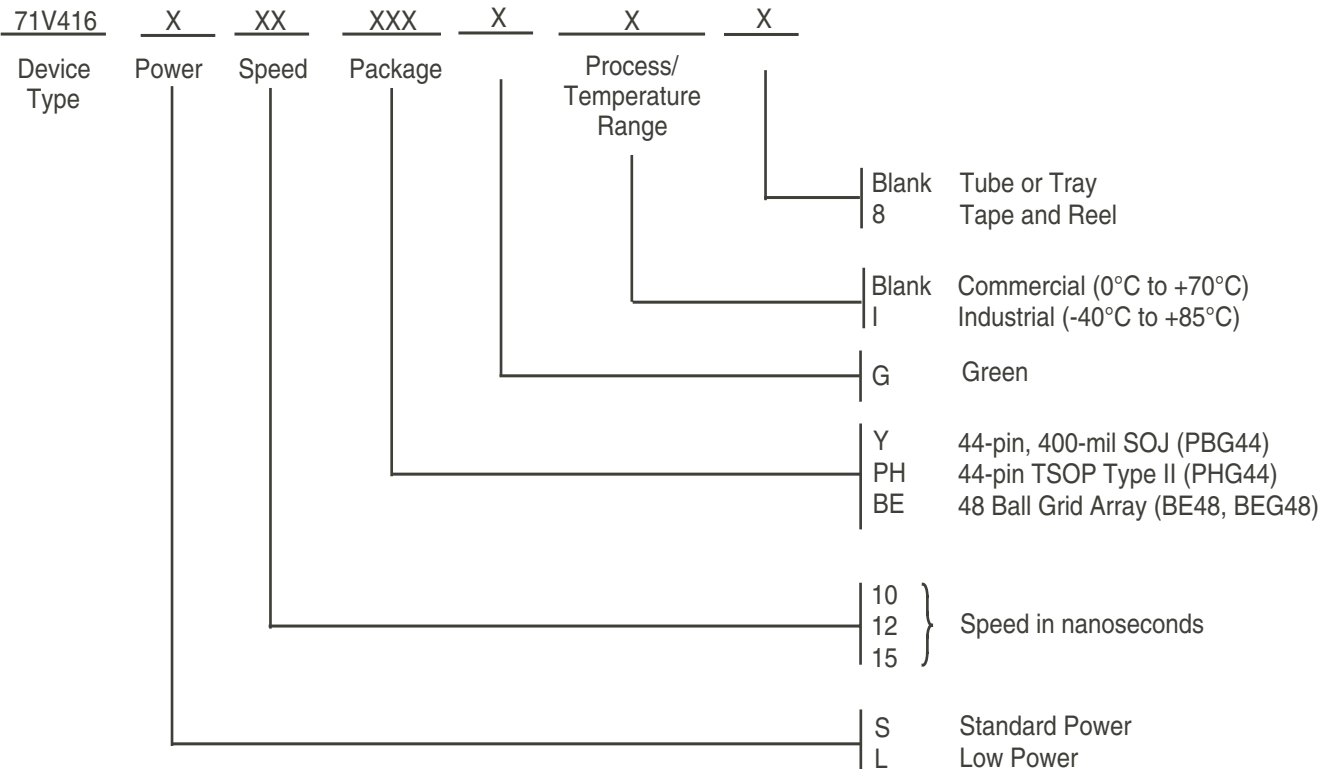 71V416 X XX XXX X X X
Device Type
Power
Speed
Package
Process/
Temperature
Range
Blank Tube or Tray
8 Tape and Reel
Blank Commercial (0°C to +70°C)
I Industrial (-40°C to +85°C)
G Green
Y 44-pin, 400-mil SOJ (PBG44)
PH 44-pin TSOP Type II (PHG44)
BE 48 Ball Grid Array (BE48, BEG48)
10
12 Speed in nanoseconds
15
S Standard Power
L Low Power